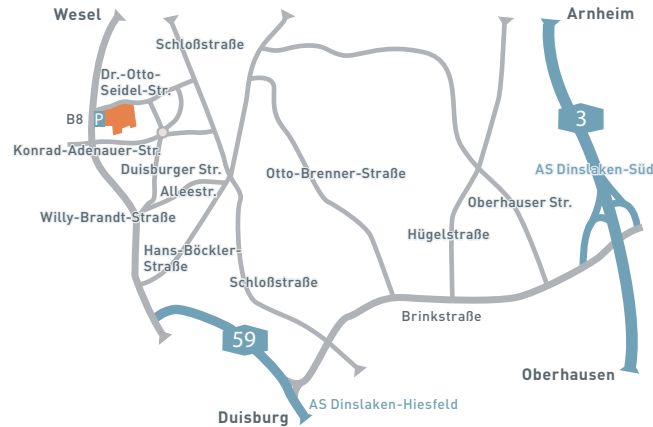 Wesel
Arnheim
Schloßstraße
Dr.-Otto-
Seidel-Str.
B8
P
3
Konrad-Adenauer-Str.
Duisburger Str.
Otto-Brenner-Straße
AS Dinslaken-Süd
Alleestr.
Oberhauser Str.
Willy-Brandt-Straße
Hügelstraße
Hans-Böckler-
Straße
Schloßstraße
Brinkstraße
59
Oberhausen
AS Dinslaken-Hiesfeld
Duisburg